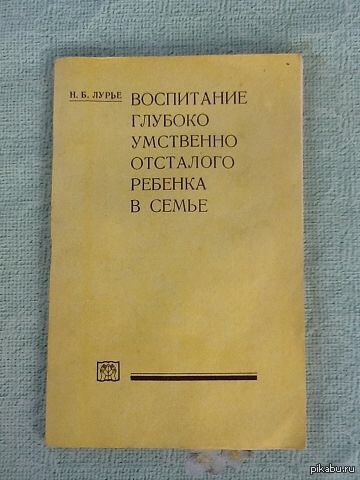 Н. Б. ЛУРЬЕ
ВОСПИТАНИЕ
ГЛУБОКО
УМСТВЕННО
ОТСТАЛОГО
РЕБЕНКА
В СЕМЬЕ
pikabu.ru